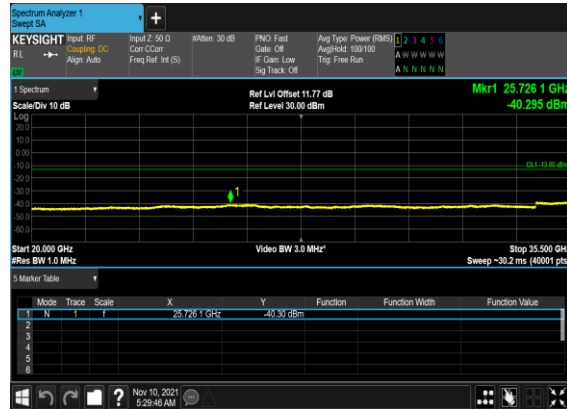 Spectrum Analyzer 1
Swept SA
+
KEYSIGHT Input: RF Input Z: 50 Ω #Atten: 30 dB PNO: Fast Avg Type: Power (RMS) 1 2 3 4 5 6
RL Coupling: DC Corr CCorr Gate: Off Avg|Hold: 100/100 A W W W W W
Align: Auto Freq Ref: Int (S) IF Gain: Low Trig: Free Run A N N N N N
Sig Track: Off
1 Spectrum Ref Lvl Offset 11.77 dB Mkr1 25.726 1 GHz
Scale/Div 10 dB Ref Level 30.00 dBm -40.295 dBm
Log
20.0
10.0
0.00
-10.0 DL1 -13.00 dBm
-20.0
-30.0
-40.0 1
-50.0
-60.0
Start 20.000 GHz Video BW 3.0 MHz* Stop 35.500 GHz
#Res BW 1.0 MHz Sweep ~30.2 ms (40001 pts)
5 Marker Table
Mode Trace Scale X Y Function Function Width Function Value
1 N 1 f 25.726 1 GHz -40.30 dBm
2
3
4
5
6
? Nov 10, 2021
5:29:46 AM